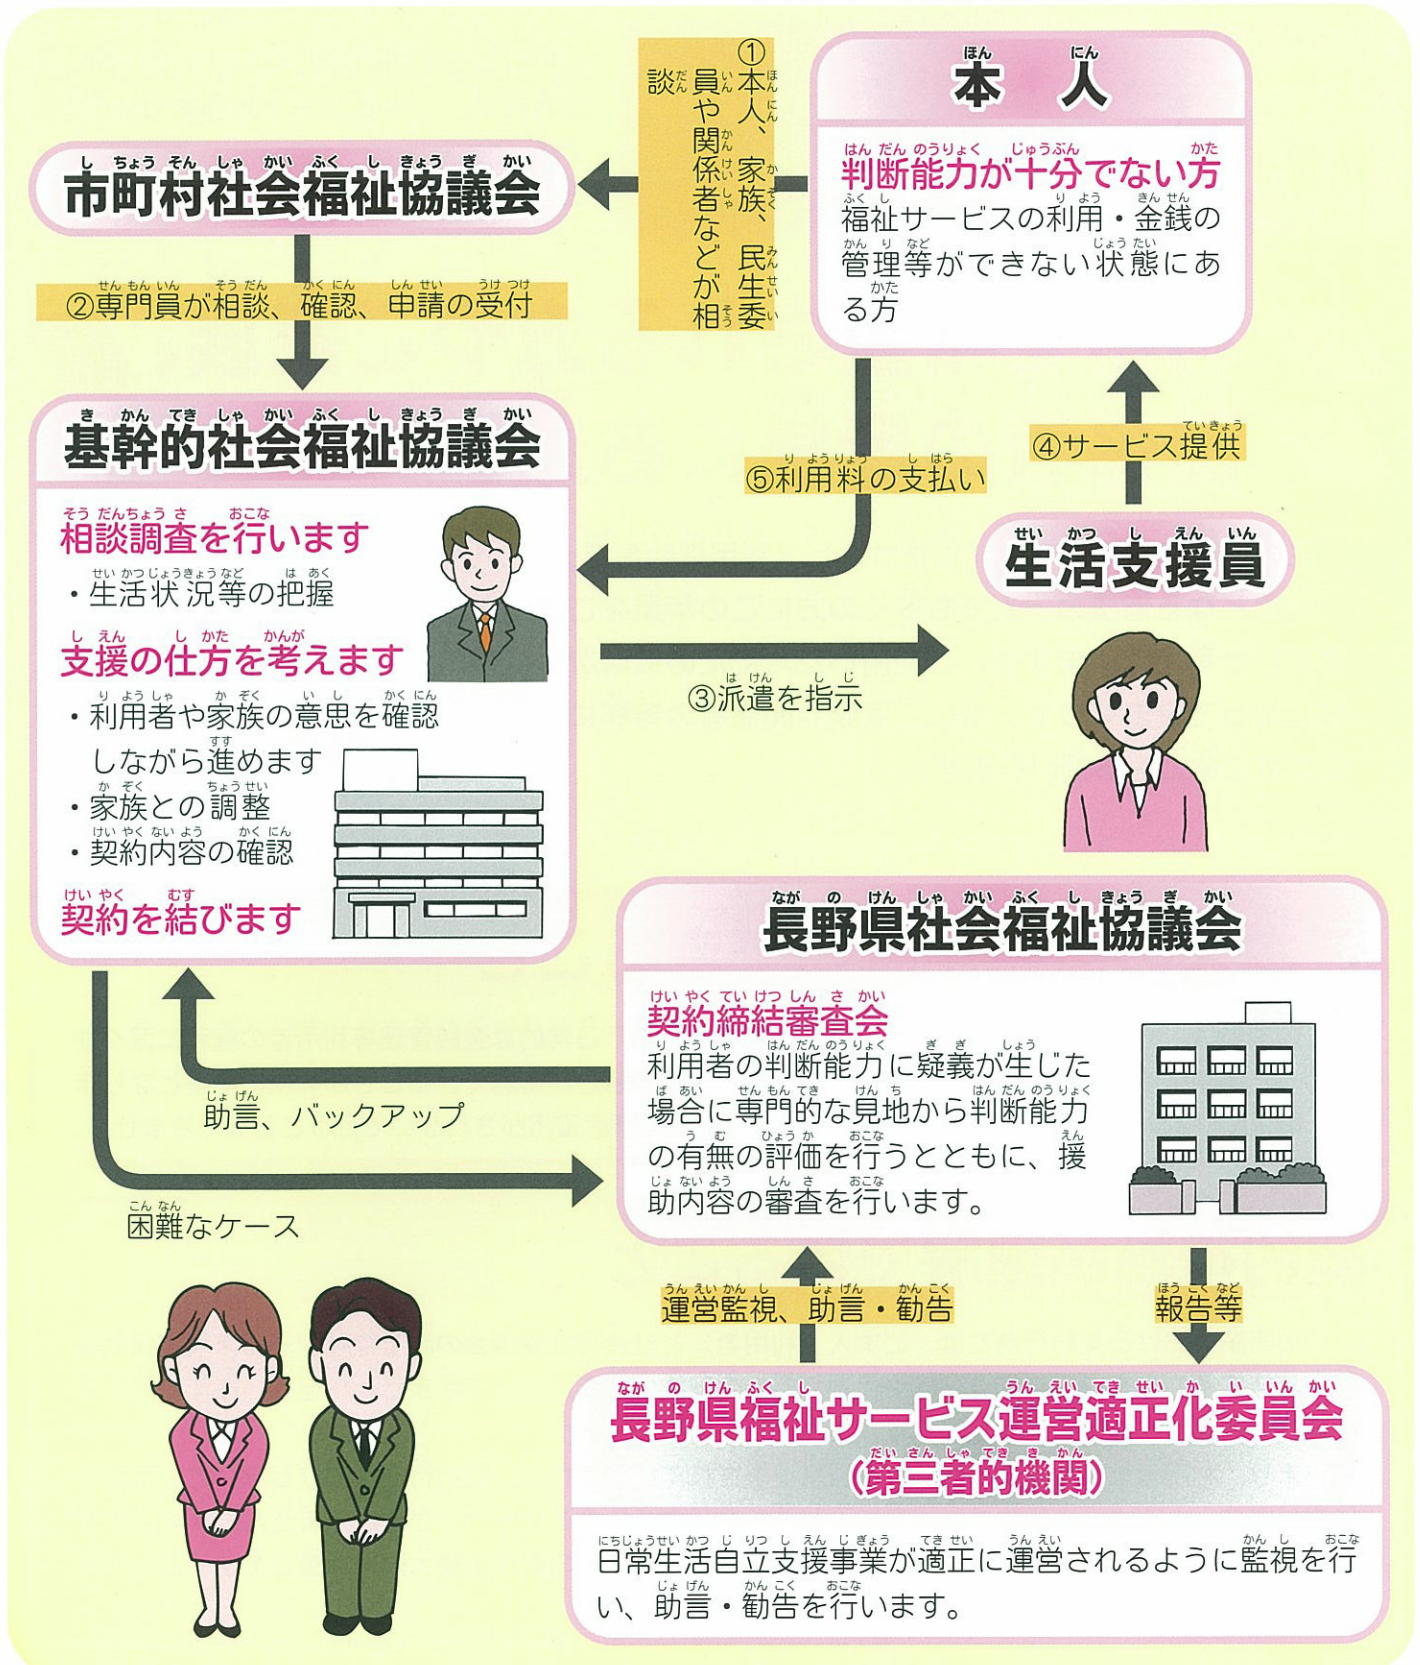 本人
判断能力が十分でない方
福祉サービスの利用・金銭の
管理等ができない状態にあ
る方
①本人、家族、民生委
員や関係者などが相
談
市町村社会福祉協議会
②専門員が相談、確認、申請の受付
基幹的社会福祉協議会
相談調査を行います
・生活状況等の把握
支援の仕方を考えます
・利用者や家族の意思を確認
しながら進めます
・家族との調整
・契約内容の確認
契約を結びます
⑤利用料の支払い
④サービス提供
生活支援員
③派遣を指示
長野県社会福祉協議会
契約締結審査会
利用者の判断能力に疑義が生じた
場合に専門的な見地から判断能力
の有無の評価を行うとともに、援
助内容の審査を行います。
助言、バックアップ
困難なケース
運営監視、助言・勧告
報告等
長野県福祉サービス運営適正化委員会
(第三者的機関)
日常生活自立支援事業が適正に運営されるように監視を行
い、助言・勧告を行います。